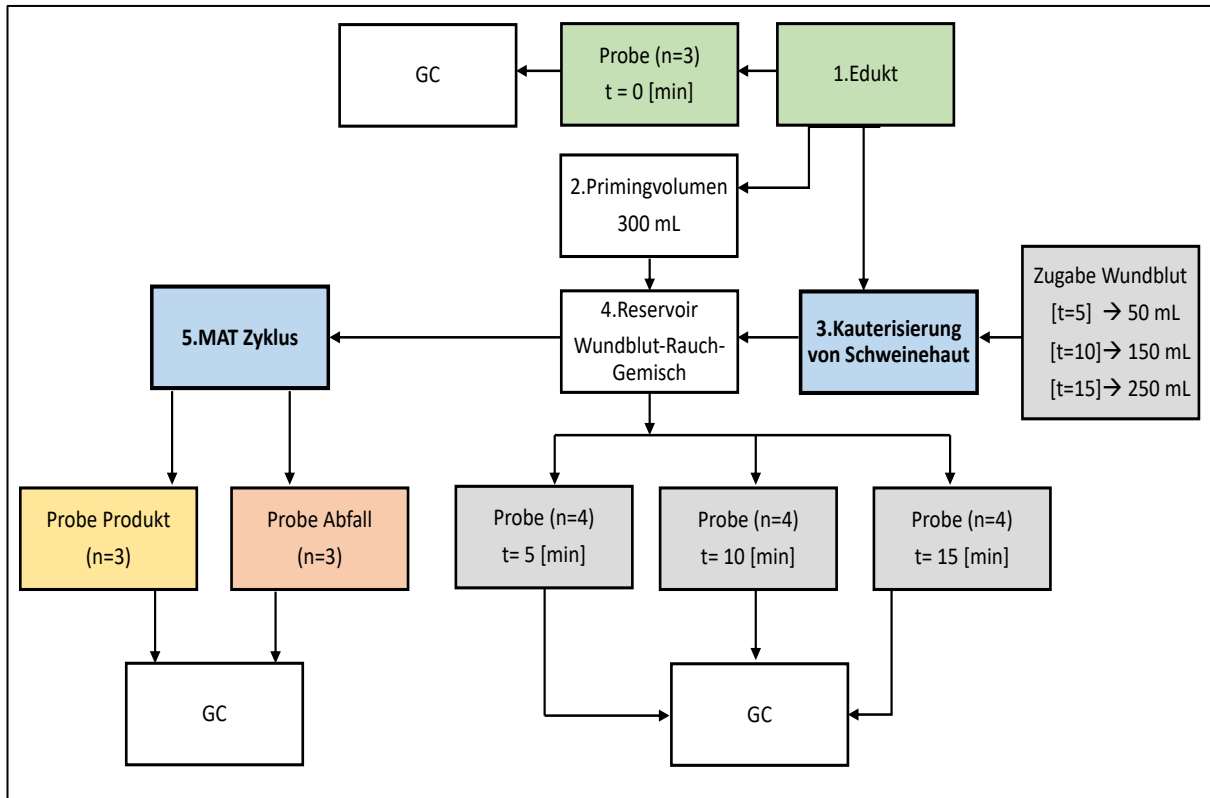 GC
Probe (n=3)
t = 0 [min]
1.Edukt
2.Primingvolumen
300 mL
Zugabe Wundblut
[t=5] → 50 mL
[t=10]→ 150 mL
[t=15]→ 250 mL
3.Kauterisierung
von Schweinehaut
4.Reservoir
Wundblut-Rauch-
Gemisch
5.MAT Zyklus
Probe Produkt
(n=3)
Probe Abfall
(n=3)
Probe (n=4)
t= 5 [min]
Probe (n=4)
t= 10 [min]
Probe (n=4)
t= 15 [min]
GC
GC